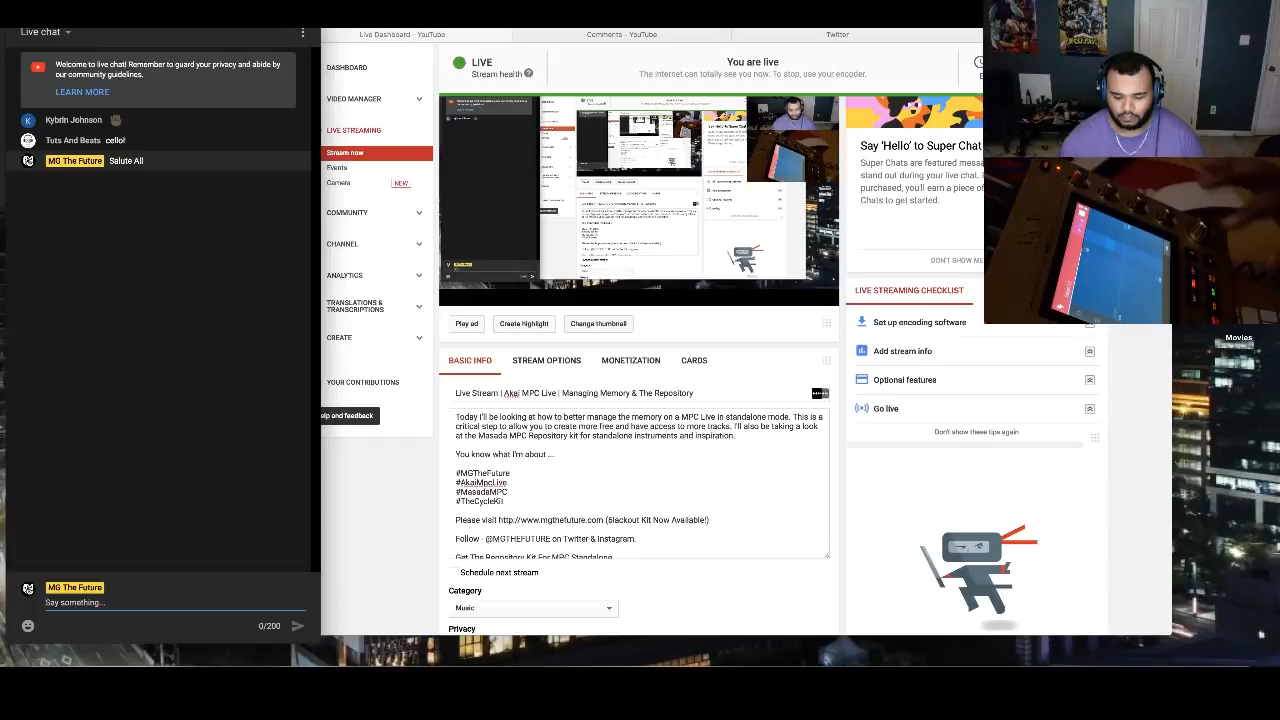 Live chat
Welcome to live chat! Remember to guard your privacy and abide by
our community guidelines.
LEARN MORE
Kybrin Johnson
Cuts And Beats
MG The Future Salute All
MG The Future
Say something...
0/200
Live Dashboard - YouTube
Comments - YouTube
Twitter
DASHBOARD
VIDEO MANAGER
LIVE STREAMING
Stream now
Events
Camera NEW
COMMUNITY
CHANNEL
ANALYTICS
TRANSLATIONS &
TRANSCRIPTIONS
CREATE
YOUR CONTRIBUTIONS
elp and feedback
LIVE
Stream health
You are live
The internet can totally see you now. To stop, use your encoder.
Play ad
Create highlight
Change thumbnail
BASIC INFO
STREAM OPTIONS
MONETIZATION
CARDS
Live Stream | Akai MPC Live | Managing Memory & The Repository
Today I'll be looking at how to better manage the memory on a MPC Live in standalone mode. This is a
critical step to allow you to create more free and have access to more tracks. I'll also be taking a look
at the Masada MPC Repository kit for standalone instruments and inspiration.
You know what I'm about ...
#MGTheFuture
#AkaiMpcLive
#MasadaMPC
#TheCycleKit
Please visit http://www.mgthefuture.com (6lackout Kit Now Available!)
Follow - @MGTHEFUTURE on Twitter & Instagram.
Get The Repository Kit For MPC Standalone
Schedule next stream
Category
Music
Privacy
Say 'Hello' to Super Chat
Super Chats are featured mess
stand out during your live chat.
purchased, you'll earn a piece of
Chats to get started.
DON'T SHOW ME
LIVE STREAMING CHECKLIST
Set up encoding software
Add stream info
Optional features
Go live
Don't show these tips again
Movies